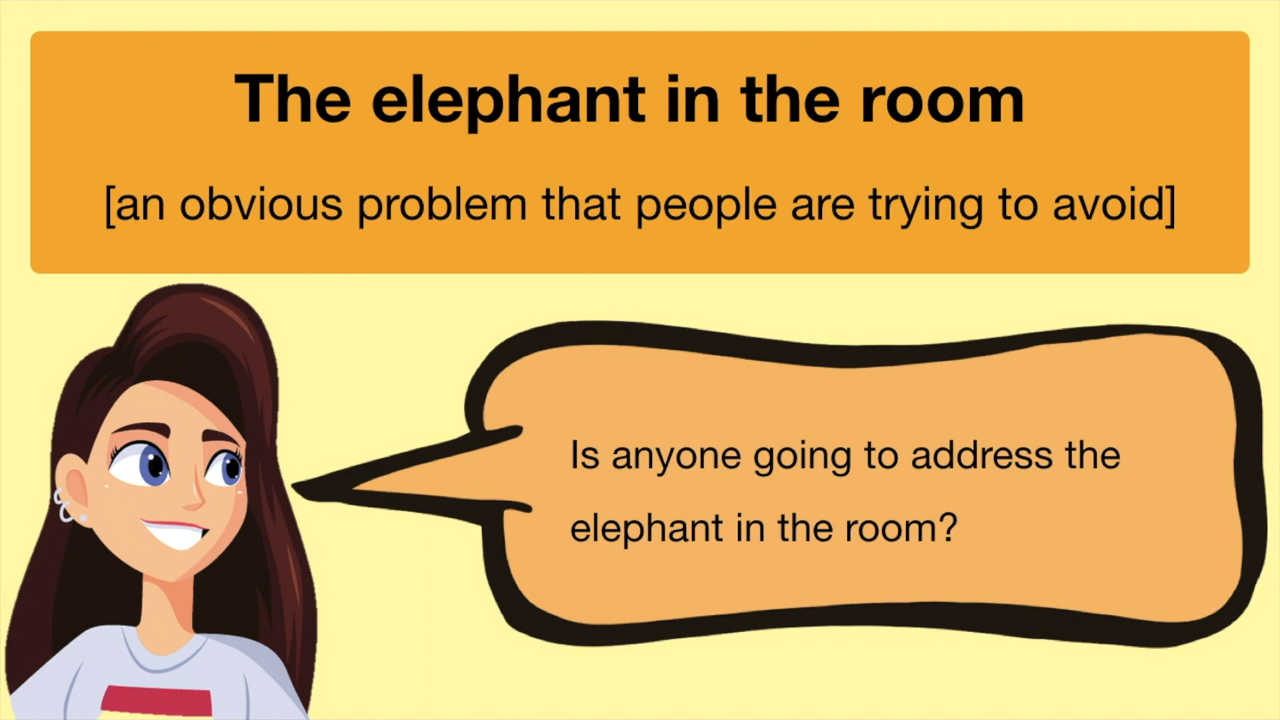 The elephant in the room
[an obvious problem that people are trying to avoid]
Is anyone going to address the
elephant in the room?